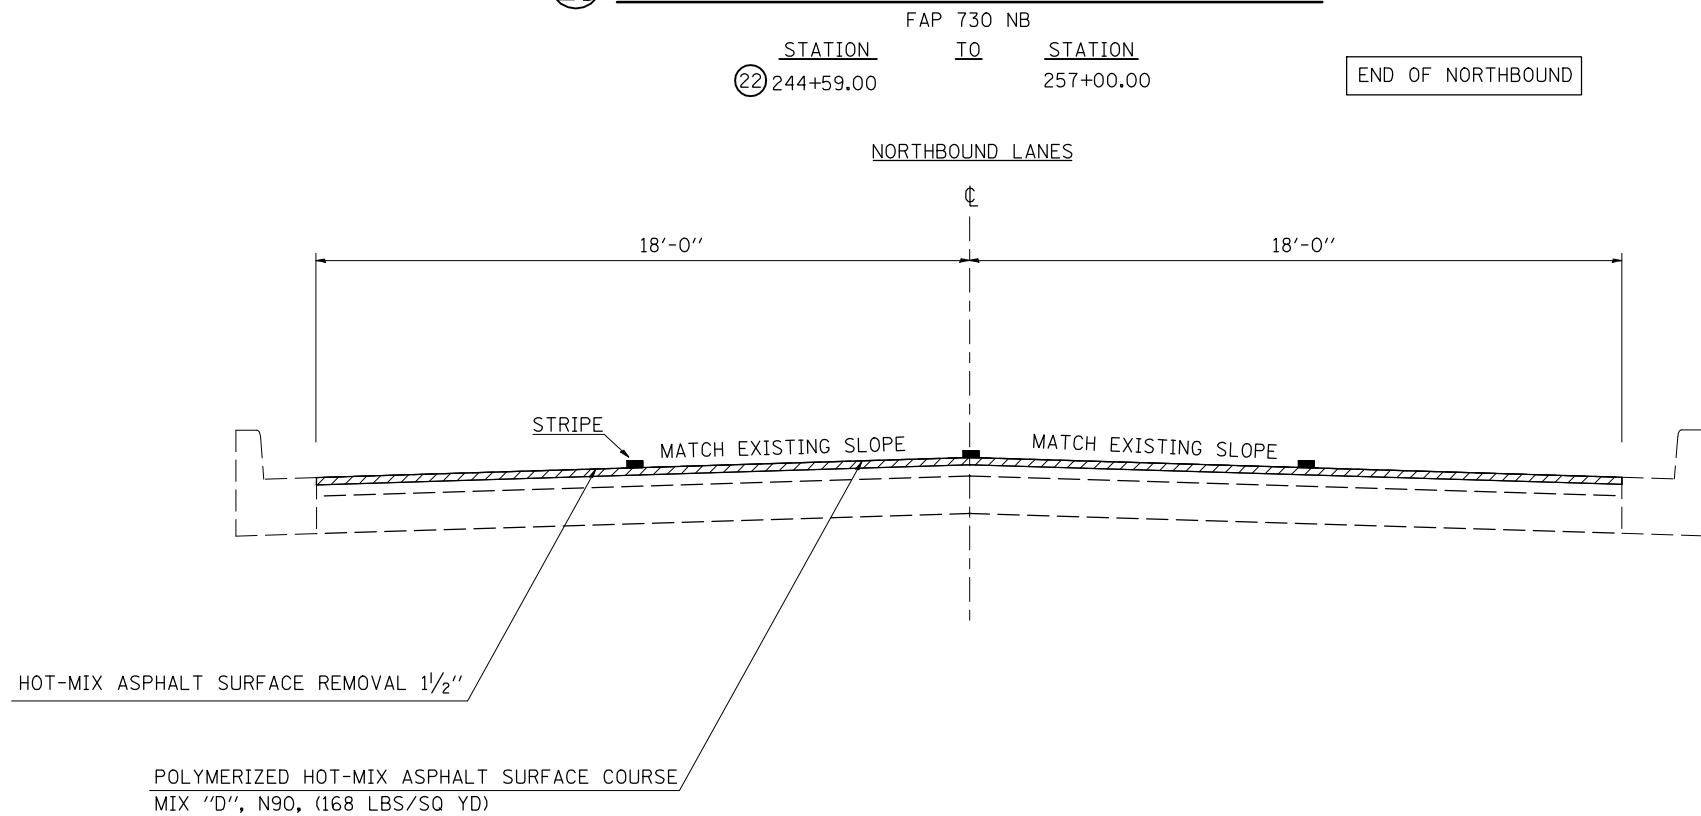 FAP 730 NB
STATION TO STATION
22 244+59.00 257+00.00
END OF NORTHBOUND
NORTHBOUND LANES
℄
18'-0" 18'-0"
STRIPE
MATCH EXISTING SLOPE MATCH EXISTING SLOPE
HOT-MIX ASPHALT SURFACE REMOVAL 1½"
POLYMERIZED HOT-MIX ASPHALT SURFACE COURSE
MIX "D", N90, (168 LBS/SQ YD)